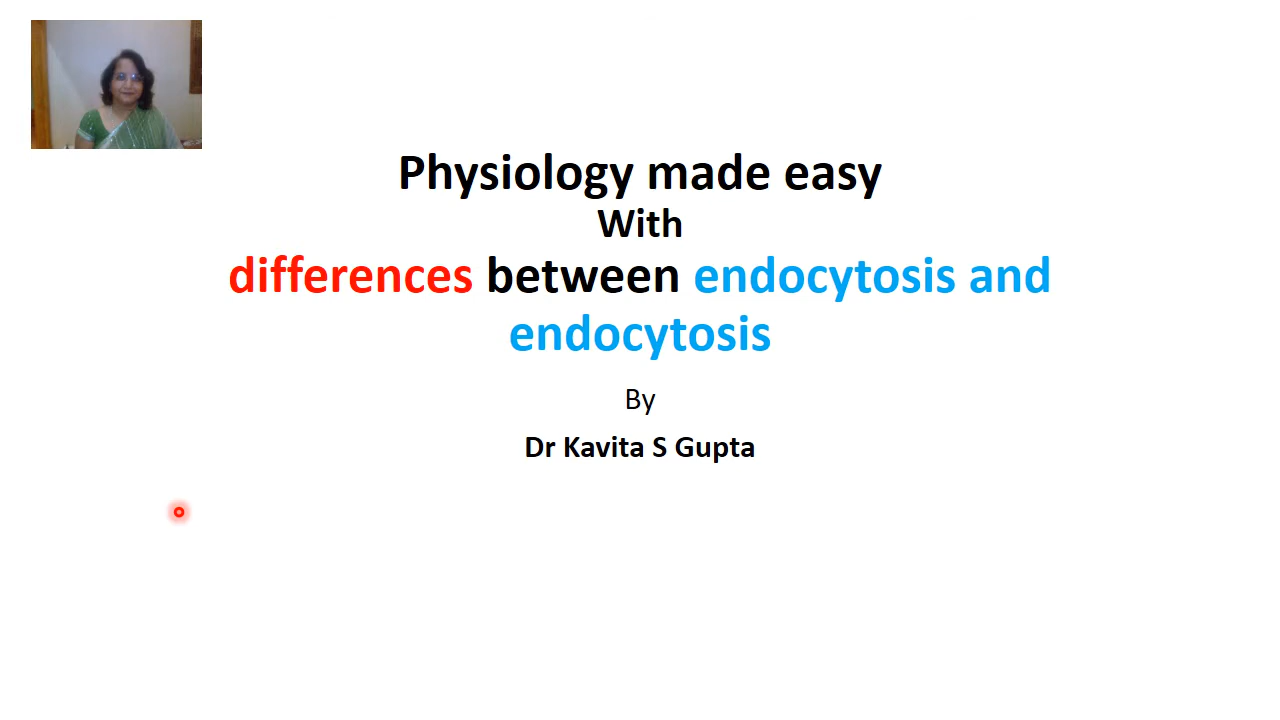 Physiology made easy
With
differences between endocytosis and
endocytosis
By
Dr Kavita S Gupta